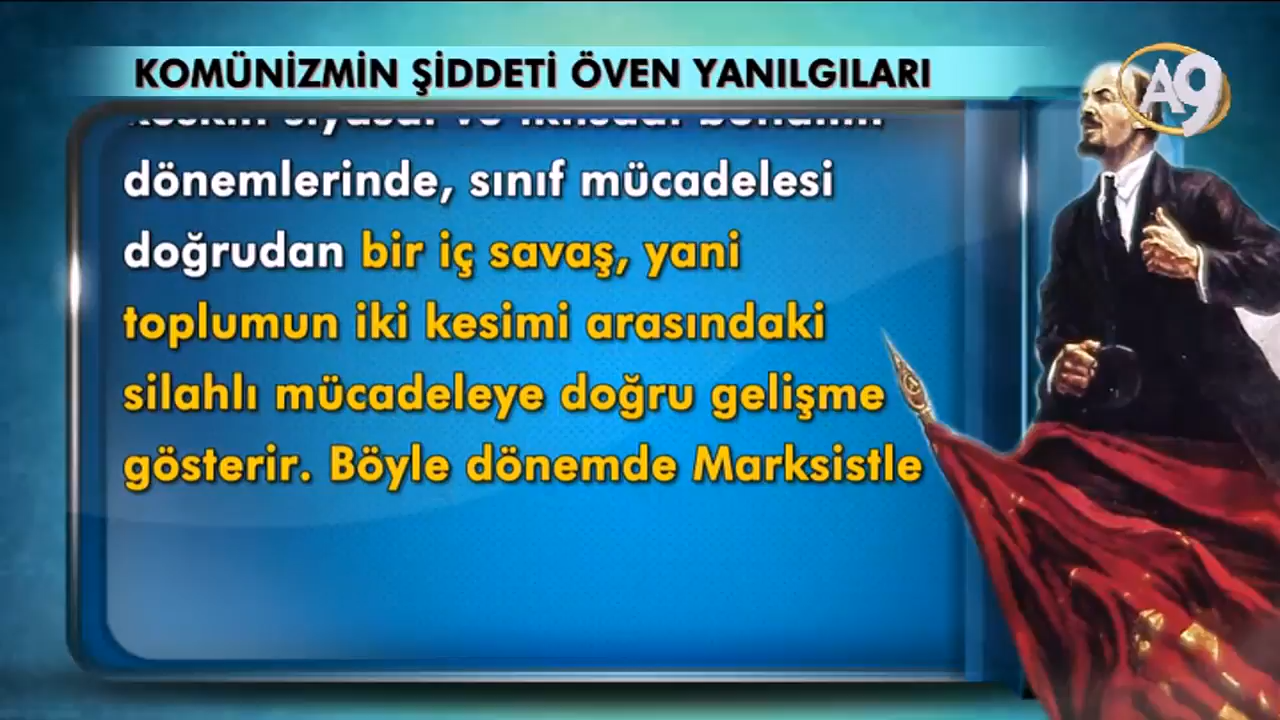 KOMÜNİZMİN ŞİDDETİ ÖVEN YANILGILARI
A9
dönemlerinde, sınıf mücadelesi
doğrudan bir iç savaş, yani
toplumun iki kesimi arasındaki
silahlı mücadeleye doğru gelişme
gösterir. Böyle dönemde Marksistle